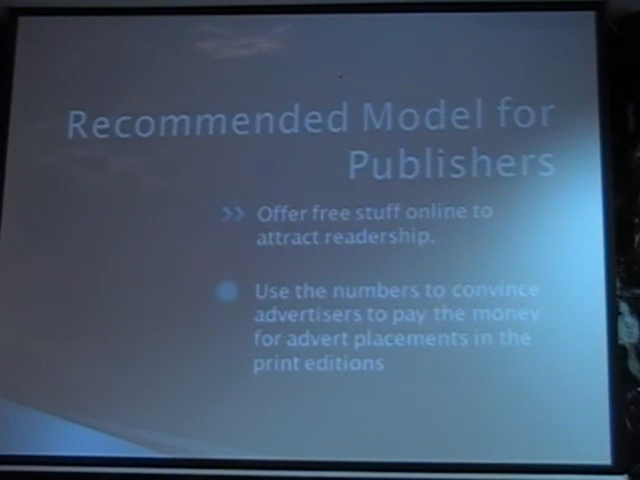 Recommended Model for
Publishers
Offer free stuff online to
attract readership.
Use the numbers to convince
advertisers to pay the money
for advert placements in the
print editions